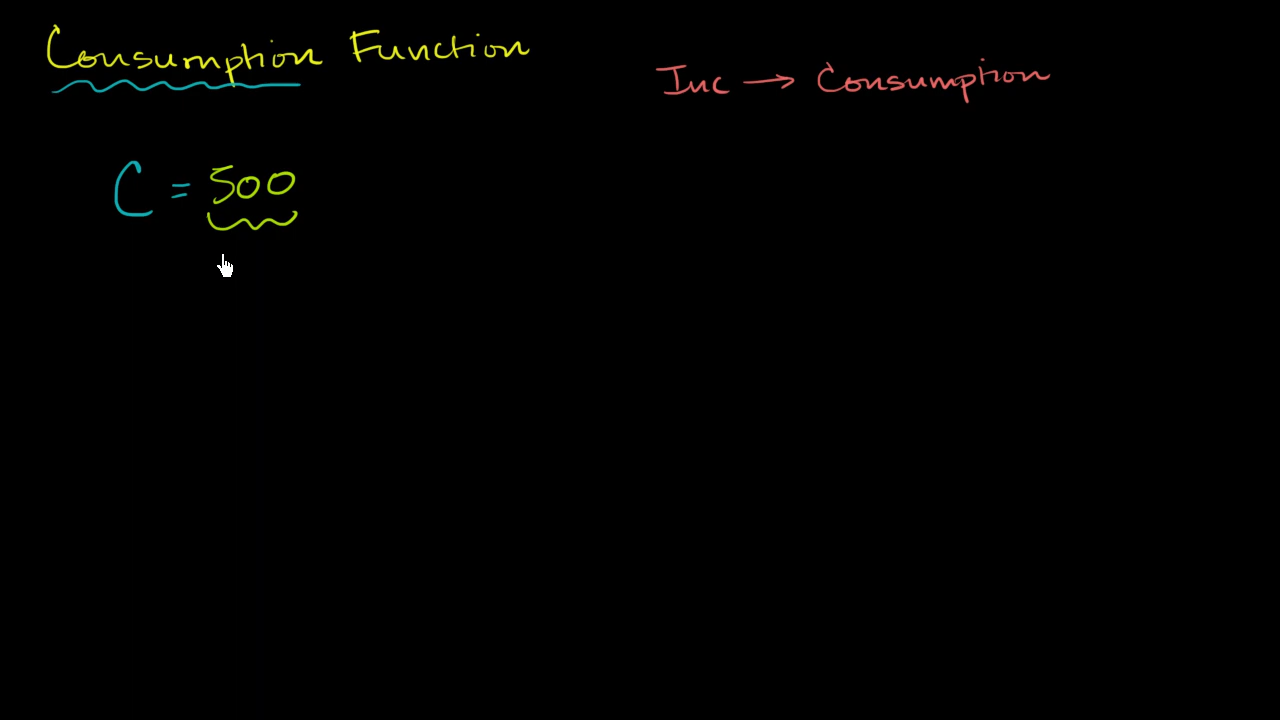 Consumption Function
Inc → Consumption
C = 500